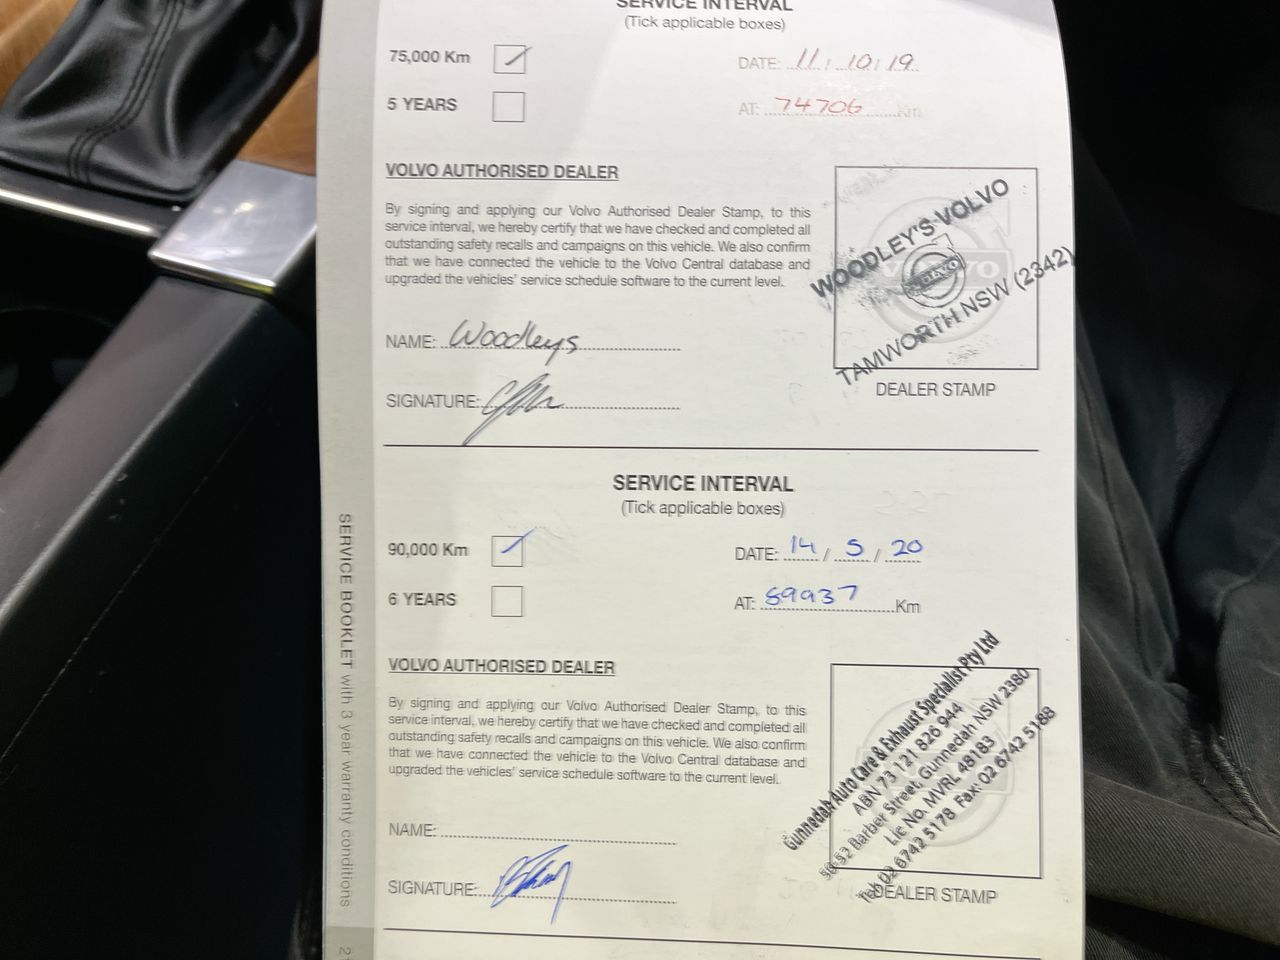 SERVICE INTERVAL
(Tick applicable boxes)
75,000 Km
DATE: 11 / 10 / 19
5 YEARS
AT: 74706 Km
VOLVO AUTHORISED DEALER
By signing and applying our Volvo Authorised Dealer Stamp, to this
service interval, we hereby certify that we have checked and completed all
outstanding safety recalls and campaigns on this vehicle. We also confirm
that we have connected the vehicle to the Volvo Central database and
upgraded the vehicles' service schedule software to the current level.
WOODLEY'S VOLVO
VOLVO
TAMWORTH NSW (2342)
NAME: Woodleys
SIGNATURE:
DEALER STAMP
SERVICE INTERVAL
(Tick applicable boxes)
90,000 Km
DATE: 14 / 5 / 20
6 YEARS
AT: 89937 Km
VOLVO AUTHORISED DEALER
By signing and applying our Volvo Authorised Dealer Stamp, to this
service interval, we hereby certify that we have checked and completed all
outstanding safety recalls and campaigns on this vehicle. We also confirm
that we have connected the vehicle to the Volvo Central database and
upgraded the vehicles' service schedule software to the current level.
Gunnedah Auto Care & Exhaust Specialist Pty Ltd
ABN 73 121 826 944
Barber Street, Gunnedah NSW 2380
Lic No. MVRL 48183
Tel: 02 6742 5178 Fax: 02 6742 5188
NAME:
SIGNATURE:
DEALER STAMP
SERVICE BOOKLET with 3 year warranty conditions